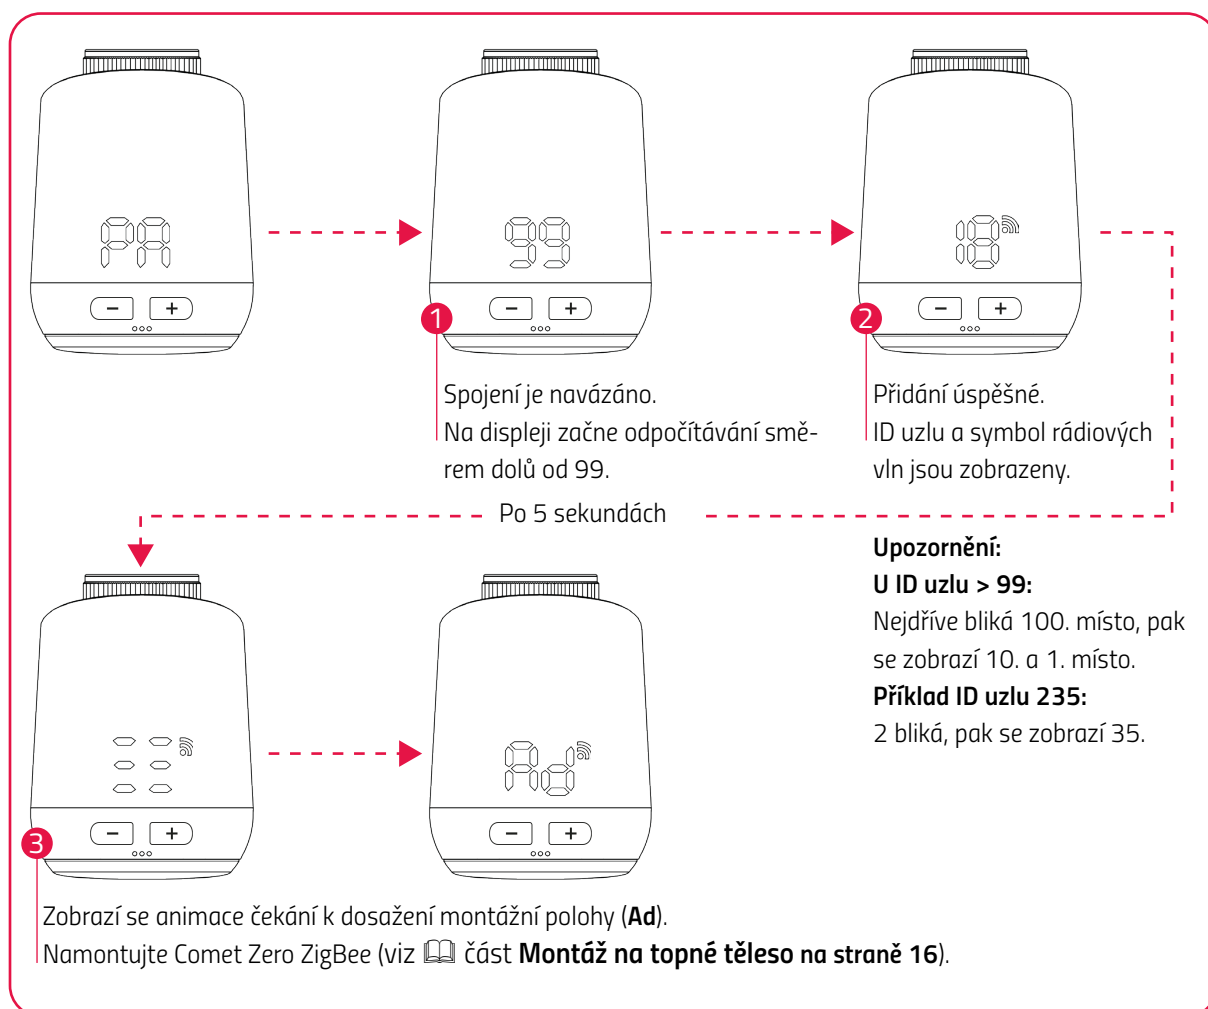 PA
99
18
− +
− +
− +
1
2
Spojení je navázáno.
Na displeji začne odpočítávání smě-
rem dolů od 99.
Přidání úspěšné.
ID uzlu a symbol rádiových
vln jsou zobrazeny.
Po 5 sekundách
Upozornění:
U ID uzlu > 99:
Nejdříve bliká 100. místo, pak
se zobrazí 10. a 1. místo.
Příklad ID uzlu 235:
2 bliká, pak se zobrazí 35.
Ad
− +
− +
3
Zobrazí se animace čekání k dosažení montážní polohy (Ad).
Namontujte Comet Zero ZigBee (viz část Montáž na topné těleso na straně 16).